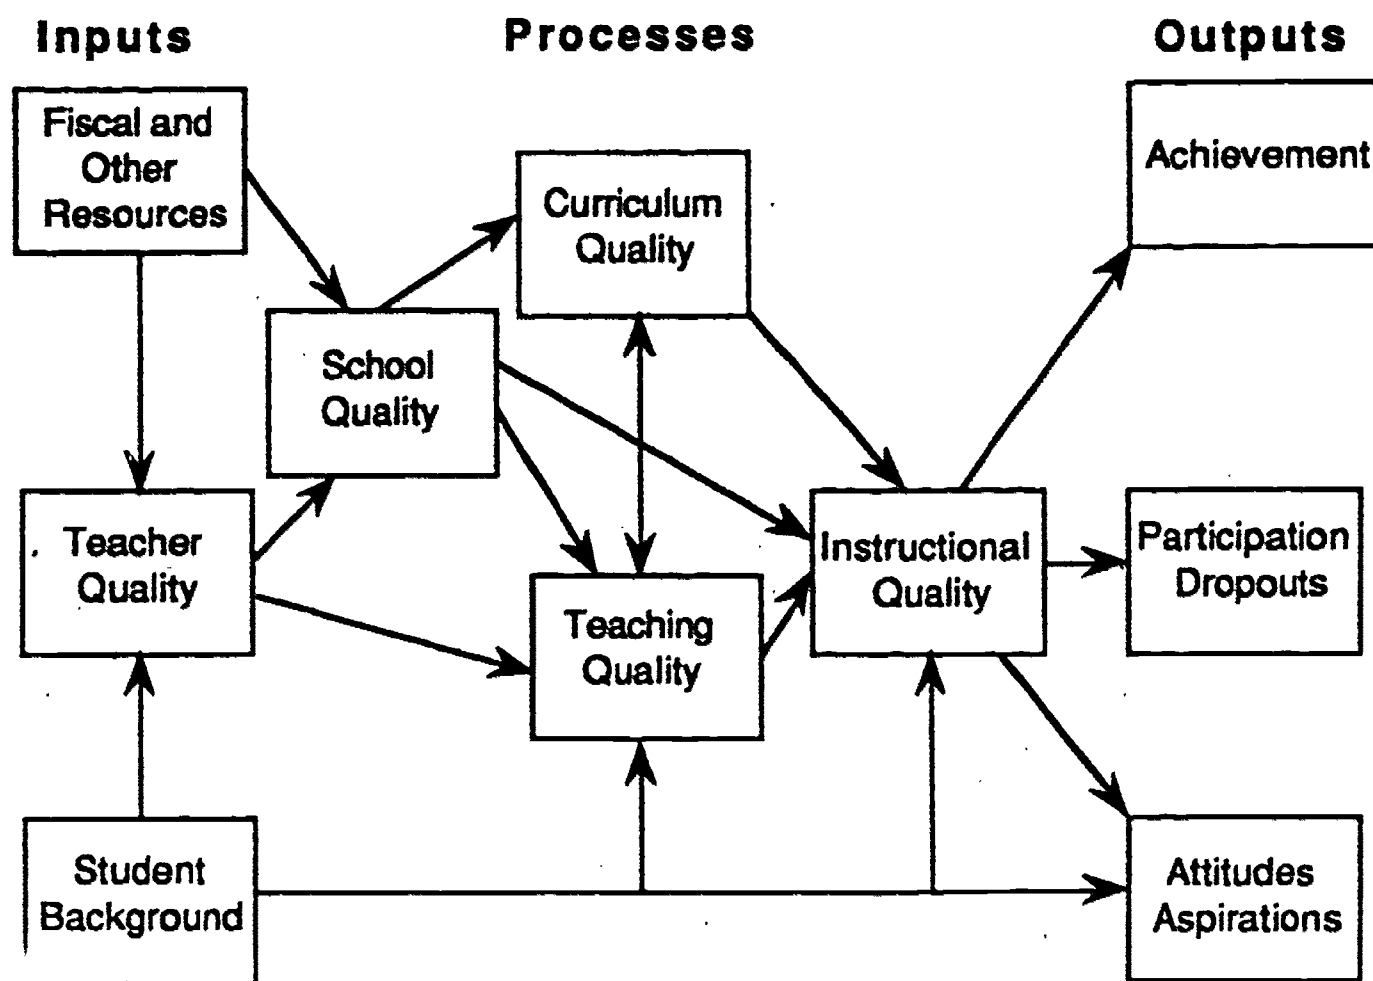 Inputs
Processes
Outputs
Fiscal and
Other
Resources
Curriculum
Quality
Achievement
School
Quality
Teacher
Quality
Teaching
Quality
Instructional
Quality
Participation
Dropouts
Student
Background
Attitudes
Aspirations